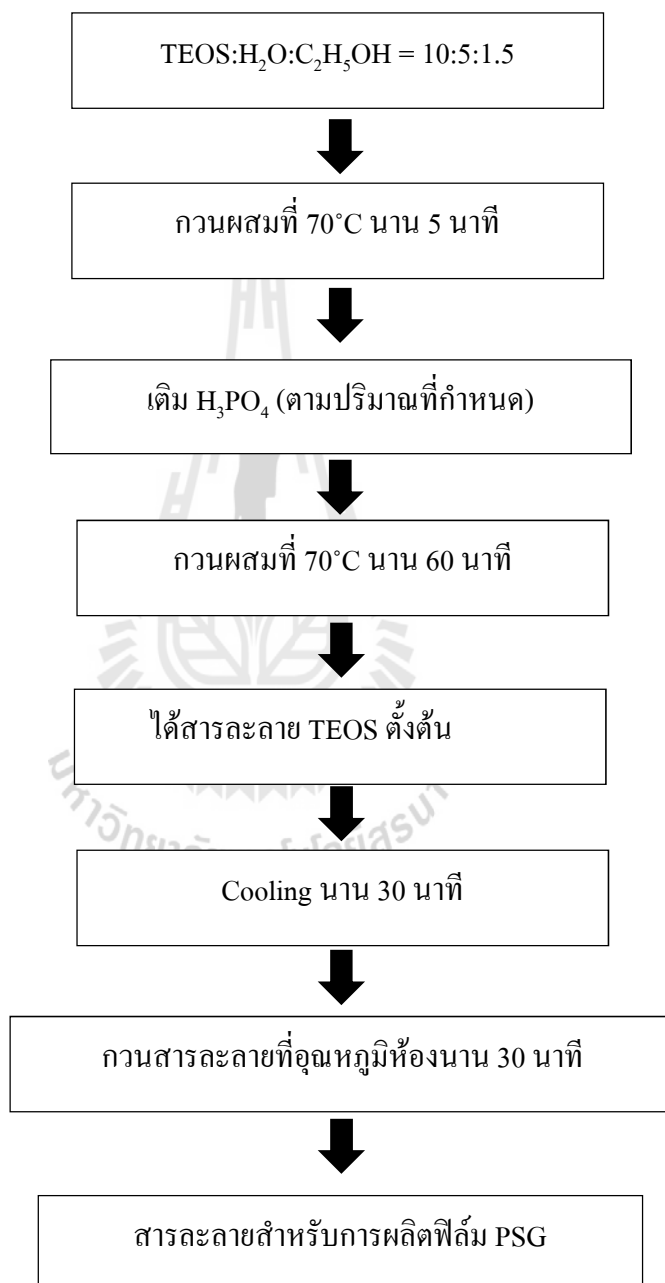 TEOS:H₂O:C₂H₅OH = 10:5:1.5
กวนผสมที่ 70˚C นาน 5 นาที
เติม H₃PO₄ (ตามปริมาณที่กำหนด)
กวนผสมที่ 70˚C นาน 60 นาที
ได้สารละลาย TEOS ตั้งต้น
Cooling นาน 30 นาที
กวนสารละลายที่อุณหภูมิห้องนาน 30 นาที
สารละลายสำหรับการผลิตฟิล์ม PSG